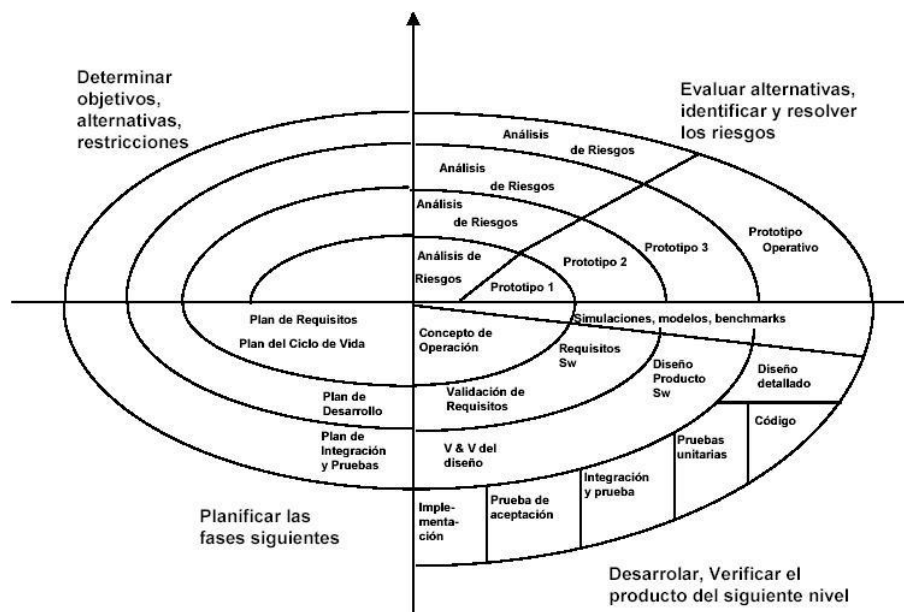 Determinar
objetivos,
alternativas,
restricciones
Evaluar alternativas,
identificar y resolver
los riesgos
Análisis
de Riesgos
Análisis
de Riesgos
Análisis
de Riesgos
Análisis de
Riesgos
Prototipo 1
Prototipo 2
Prototipo 3
Prototipo
Operativo
Simulaciones, modelos, benchmarks
Plan de Requisitos
Plan del Ciclo de Vida
Concepto de
Operación
Requisitos
Sw
Diseño
Producto
Sw
Diseño
detallado
Plan de
Desarrollo
Validación de
Requisitos
Código
Plan de
Integración
y Pruebas
V & V del
diseño
Pruebas
unitarias
Integración
y prueba
Prueba de
aceptación
Imple-
menta-
ción
Planificar las
fases siguientes
Desarrolar, Verificar el
producto del siguiente nivel